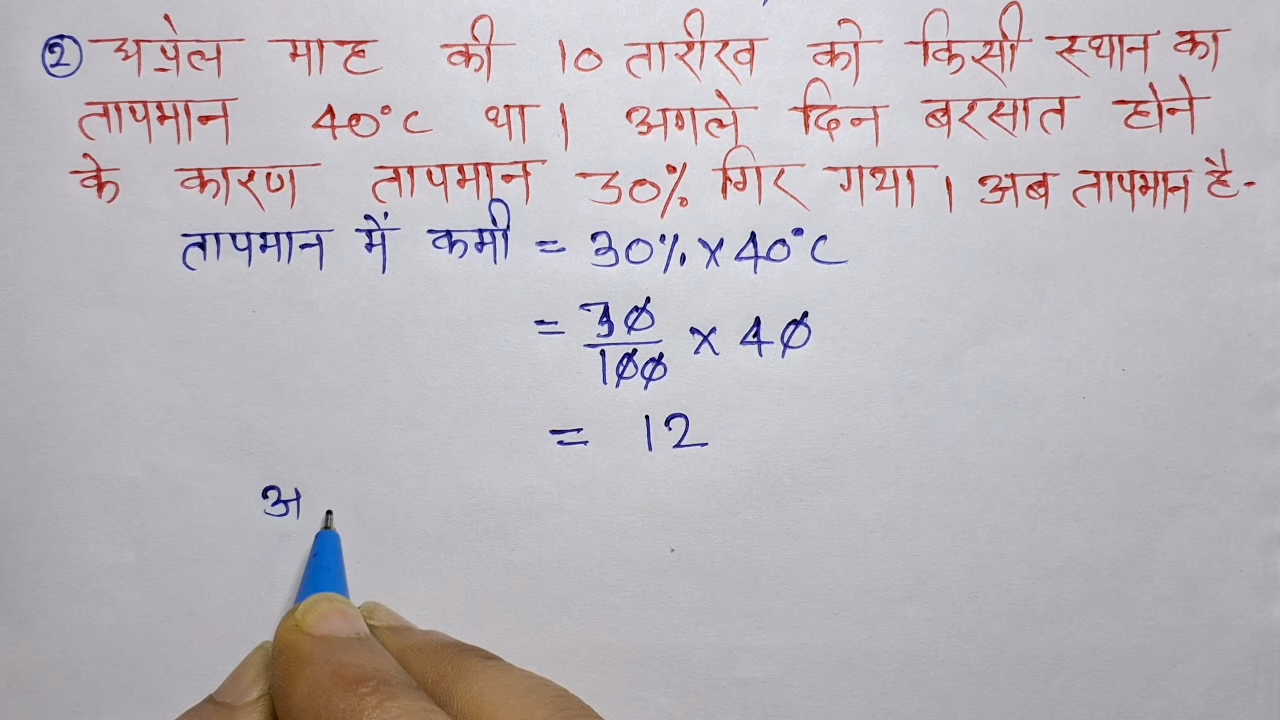 ② अप्रेल माह की 10 तारीख को किसी स्थान का
तापमान 40°C था। अगले दिन बरसात होने
के कारण तापमान 30% गिर गया। अब तापमान है-
तापमान में कमी = 30% × 40°C
= 30/100 × 40
= 12
अ